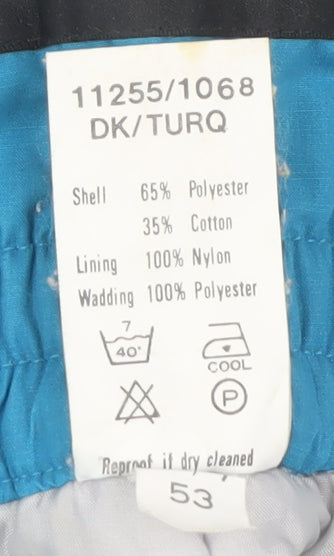 11255/1068
DK/TURQ
Shell 65% Polyester
35% Cotton
Lining 100% Nylon
Wadding 100% Polyester
7
40°
COOL
P
Reproof if dry cleaned
53